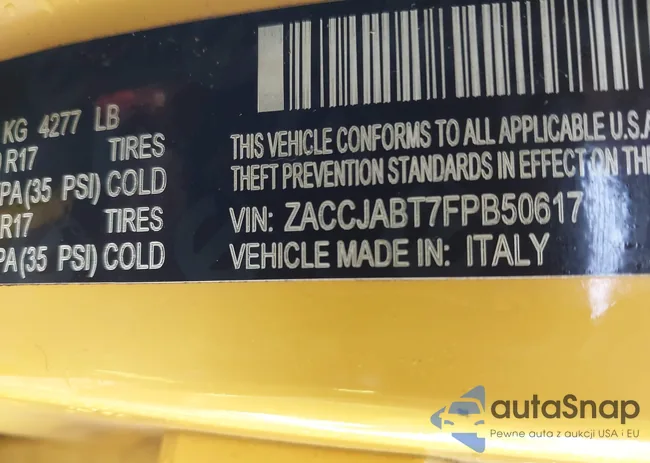 KG 4277 LB
R17 TIRES
PA(35 PSI) COLD
R17 TIRES
PA(35 PSI) COLD
THIS VEHICLE CONFORMS TO ALL APPLICABLE U.S.A
THEFT PREVENTION STANDARDS IN EFFECT ON THE
VIN: ZACCJABT7FPB50617
VEHICLE MADE IN: ITALY
autaSnap
Pewne auta z aukcji USA i EU